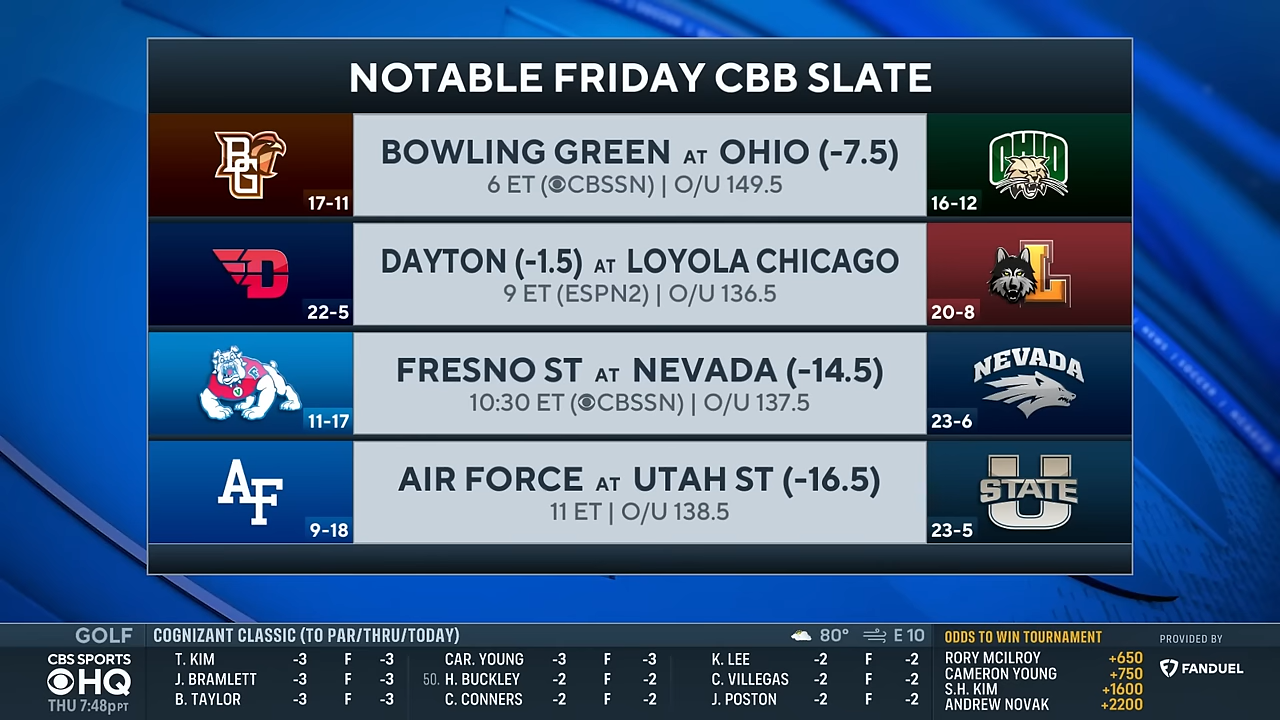 NOTABLE FRIDAY CBB SLATE
BG
17-11
BOWLING GREEN AT OHIO (-7.5)
6 ET (CBSSN) | O/U 149.5
OHIO
16-12
D
22-5
DAYTON (-1.5) AT LOYOLA CHICAGO
9 ET (ESPN2) | O/U 136.5
L
20-8
11-17
FRESNO ST AT NEVADA (-14.5)
10:30 ET (CBSSN) | O/U 137.5
NEVADA
23-6
AF
9-18
AIR FORCE AT UTAH ST (-16.5)
11 ET | O/U 138.5
U STATE
23-5
GOLF
COGNIZANT CLASSIC (TO PAR/THRU/TODAY)
80° E 10
CBS SPORTS
HQ
THU 7:48P PT
T. KIM -3 F -3 CAR. YOUNG -3 F -3 K. LEE -2 F -2
J. BRAMLETT -3 F -3 50. H. BUCKLEY -2 F -2 C. VILLEGAS -2 F -2
B. TAYLOR -3 F -3 C. CONNERS -2 F -2 J. POSTON -2 F -2
ODDS TO WIN TOURNAMENT
RORY MCILROY +650
CAMERON YOUNG +750
S.H. KIM +1600
ANDREW NOVAK +2200
PROVIDED BY
FANDUEL